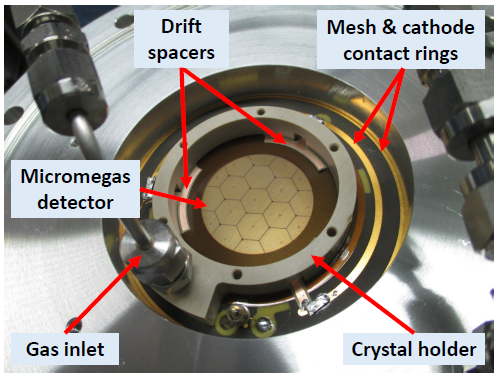 Drift
spacers
Mesh & cathode
contact rings
Micromegas
detector
Gas inlet
Crystal holder